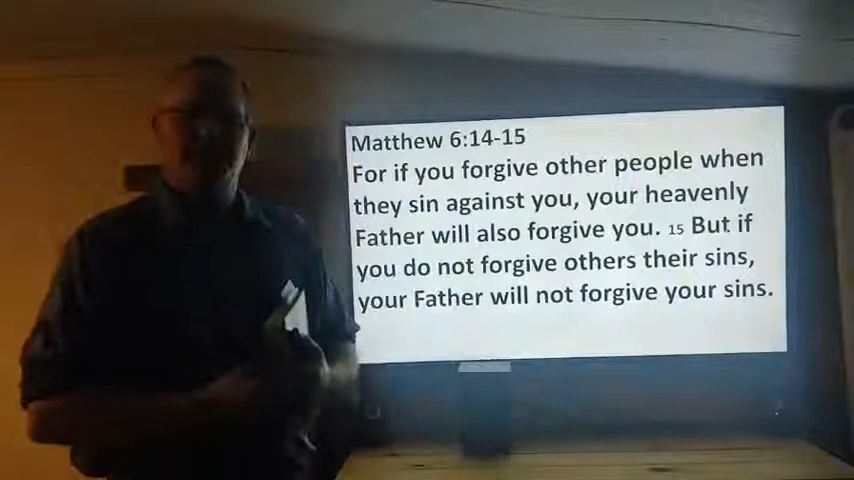 Matthew 6:14-15
For if you forgive other people when
they sin against you, your heavenly
Father will also forgive you. 15 But if
you do not forgive others their sins,
your Father will not forgive your sins.